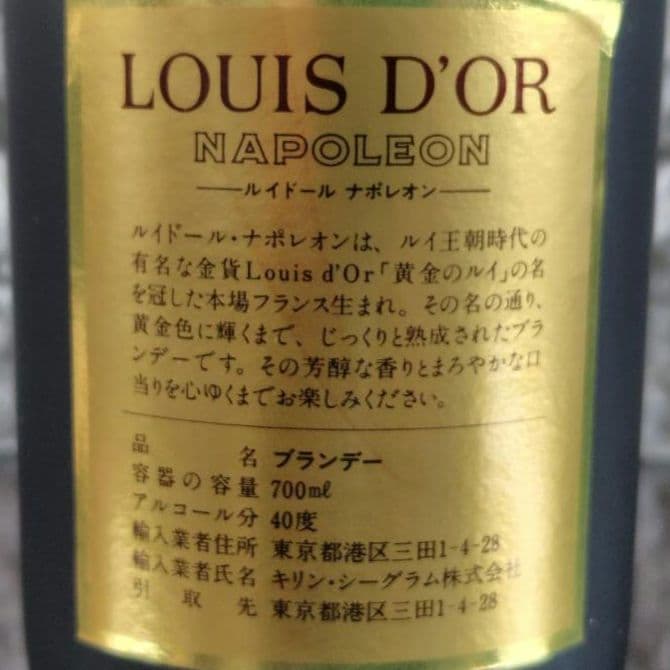 LOUIS D'OR
NAPOLEON
ルイドール ナポレオン
ルイドール・ナポレオンは、ルイ王朝時代の
有名な金貨Louis d'Or「黄金のルイ」の名
を冠した本場フランス生まれ。その名の通り、
黄金色に輝くまで、じっくりと熟成されたブラ
ンデーです。その芳醇な香りとまろやかな口
当りを心ゆくまでお楽しみください。
品名 ブランデー
容器の容量 700ml
アルコール分 40度
輸入業者住所 東京都港区三田1-4-28
輸入業者氏名 キリン・シーグラム株式会社
引取先 東京都港区三田1-4-28